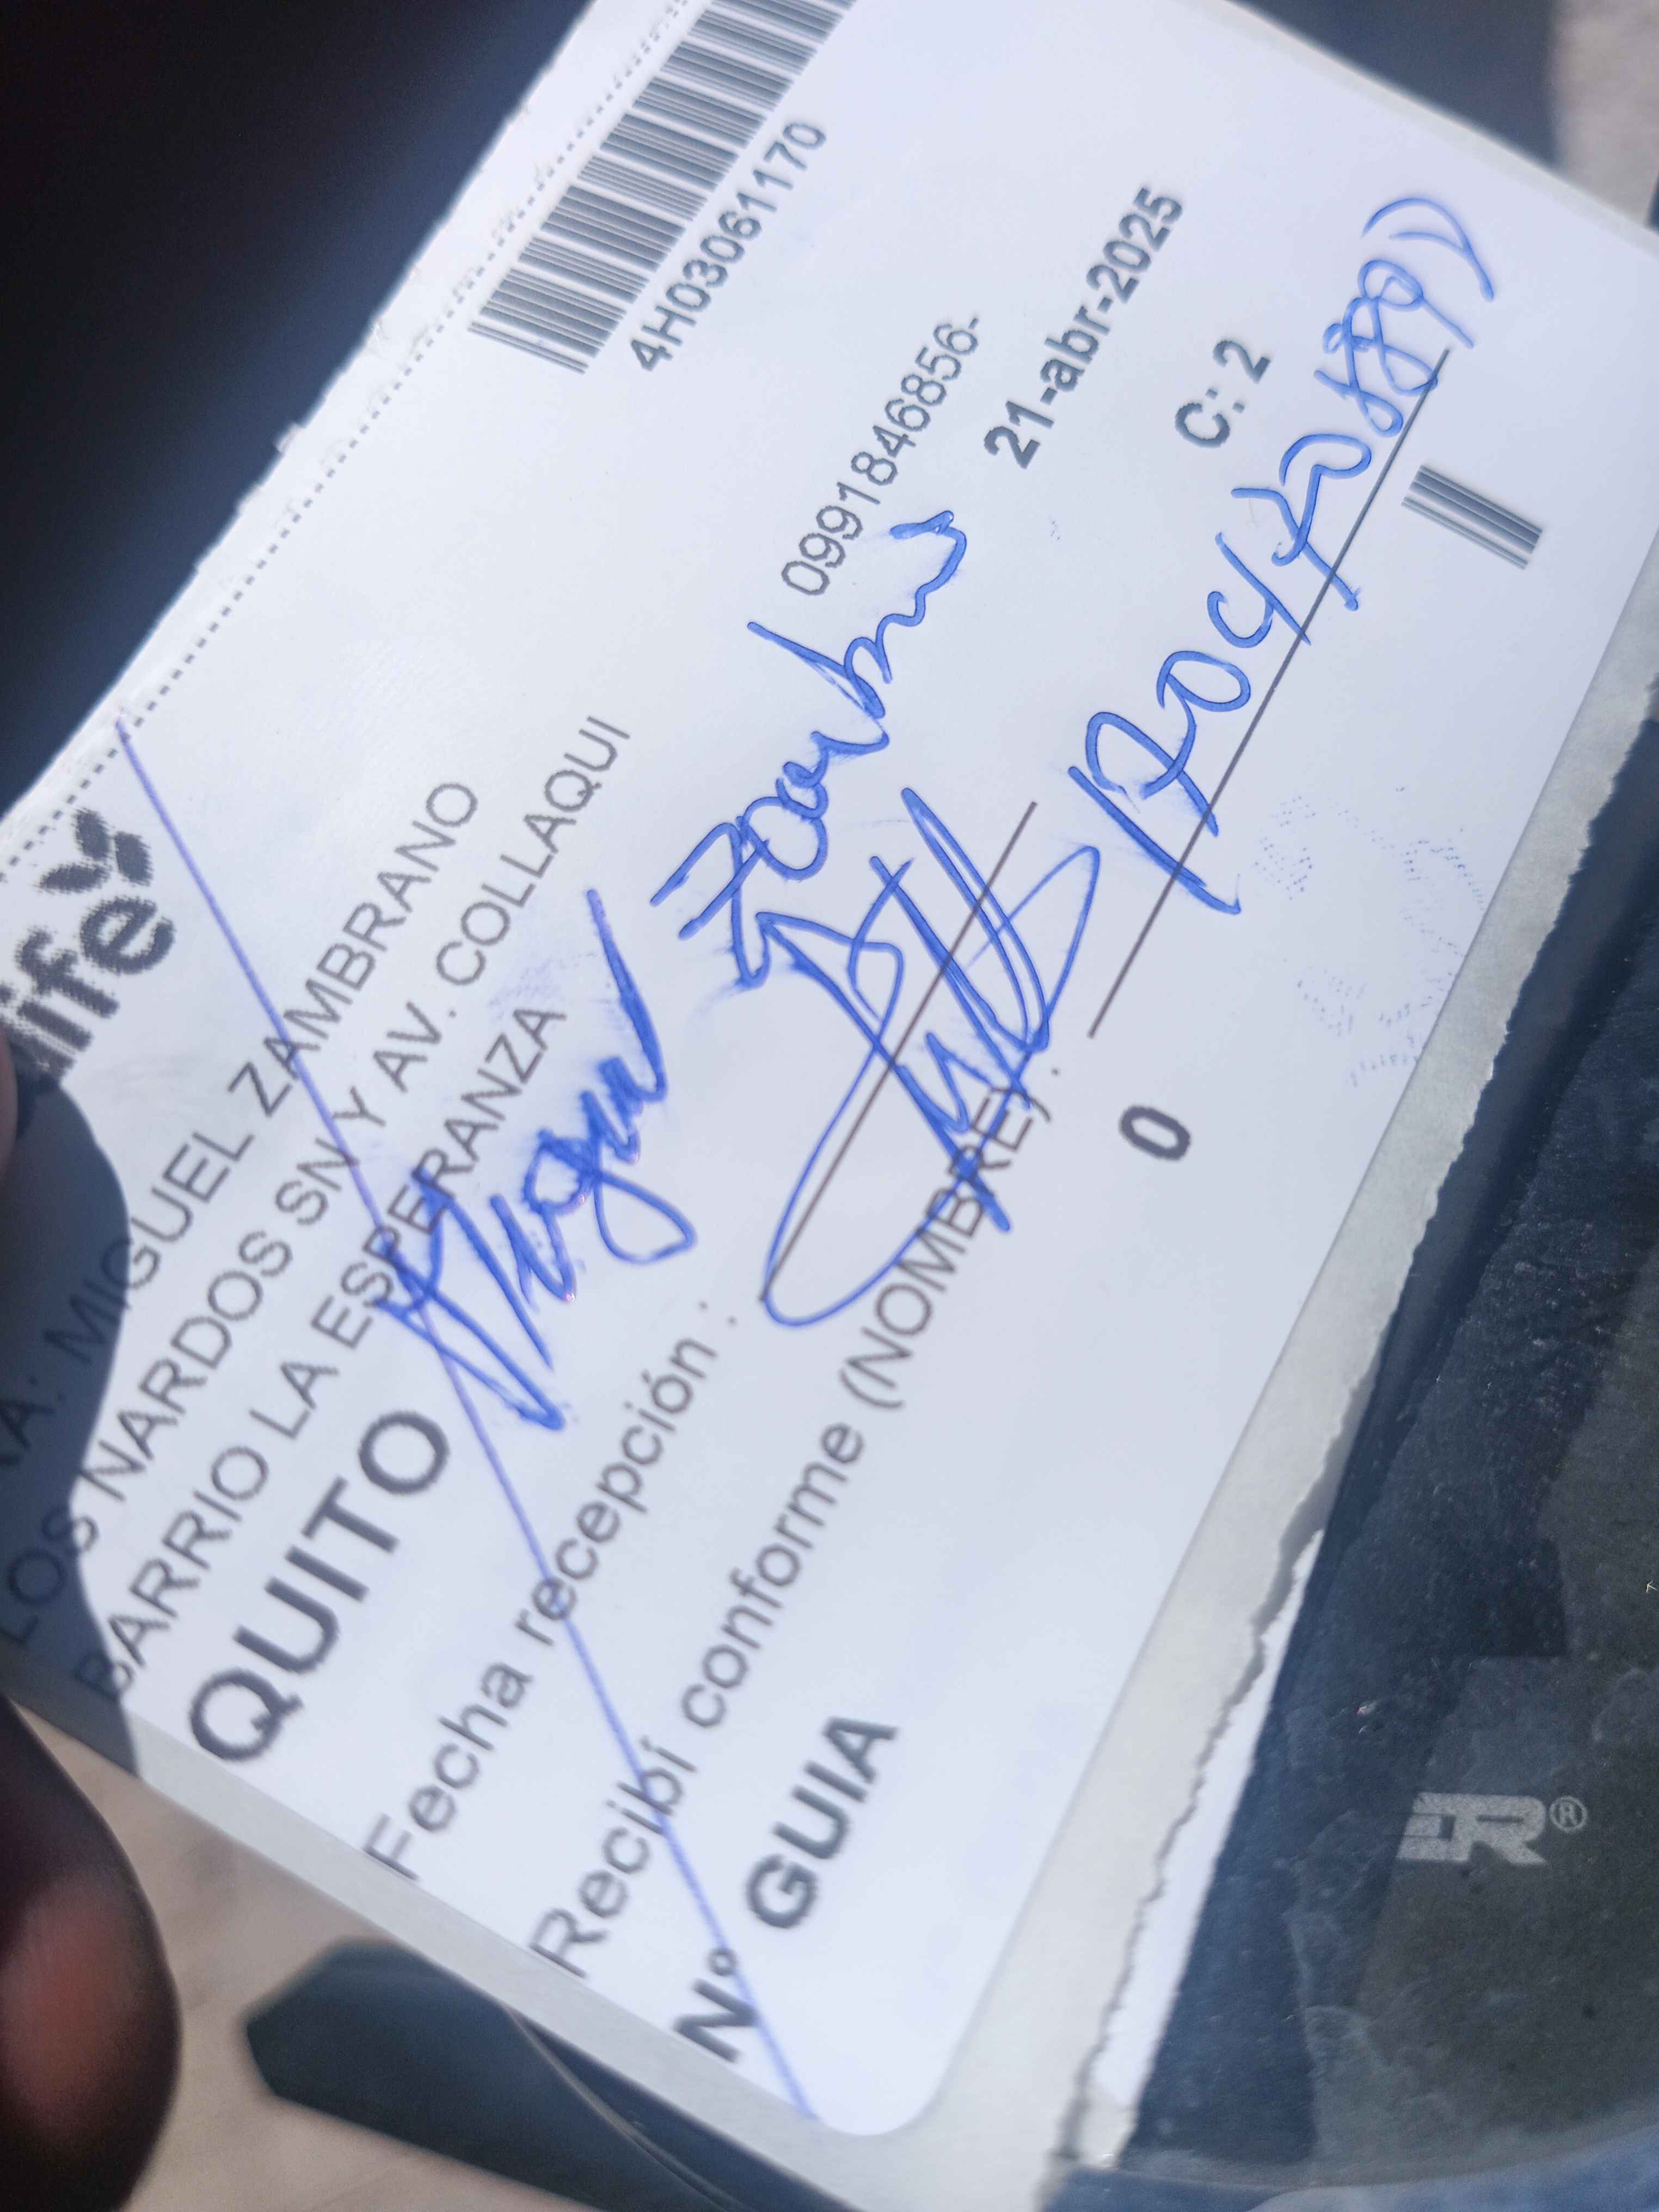 life
4H03061170
RA: MIGUEL ZAMBRANO
LOS NARDOS SN Y AV. COLLAQUI
BARRIO LA ESPERANZA
QUITO
0991846856-
Miguel Zambrano
Fecha recepción :
21-abr-2025
Recibí conforme (NOMBRE) :
C: 2
Nº GUIA
0
R®